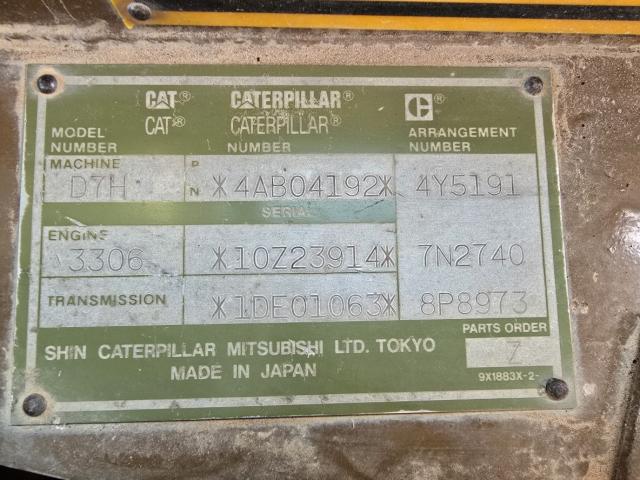 CAT® CATERPILLAR® C®
CAT® CATERPILLAR®
MODEL NUMBER NUMBER ARRANGEMENT NUMBER
MACHINE P
D7H N *4AB04192* 4Y5191
SERIAL
ENGINE
3306 *10Z23914* 7N2740
TRANSMISSION *1DE01063* 8P8973
PARTS ORDER
7
SHIN CATERPILLAR MITSUBISHI LTD. TOKYO
MADE IN JAPAN
9X1883X-2-